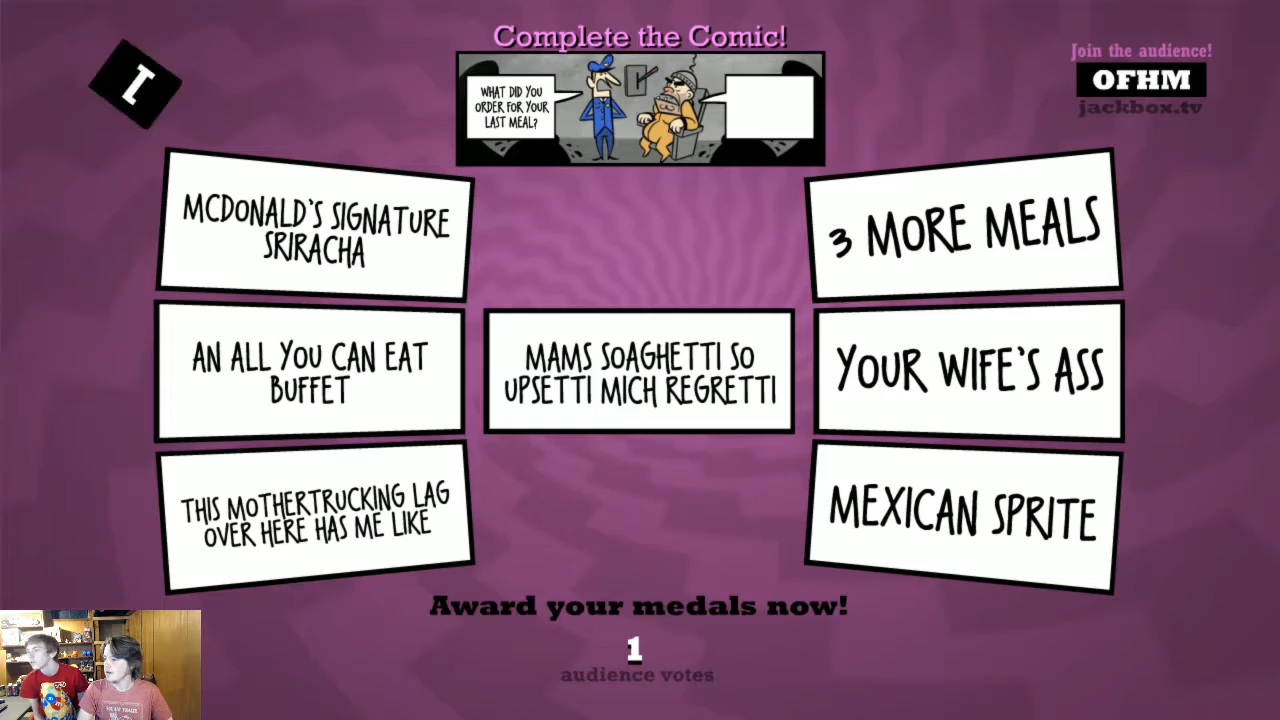 Complete the Comic!
Join the audience!
OFHM
jackbox.tv
1
WHAT DID YOU
ORDER FOR YOUR
LAST MEAL?
MCDONALD'S SIGNATURE
SRIRACHA
3 MORE MEALS
AN ALL YOU CAN EAT
BUFFET
MAMS SOAGHETTI SO
UPSETTI MICH REGRETTI
YOUR WIFE'S ASS
THIS MOTHERTRUCKING LAG
OVER HERE HAS ME LIKE
MEXICAN SPRITE
Award your medals now!
1
audience votes